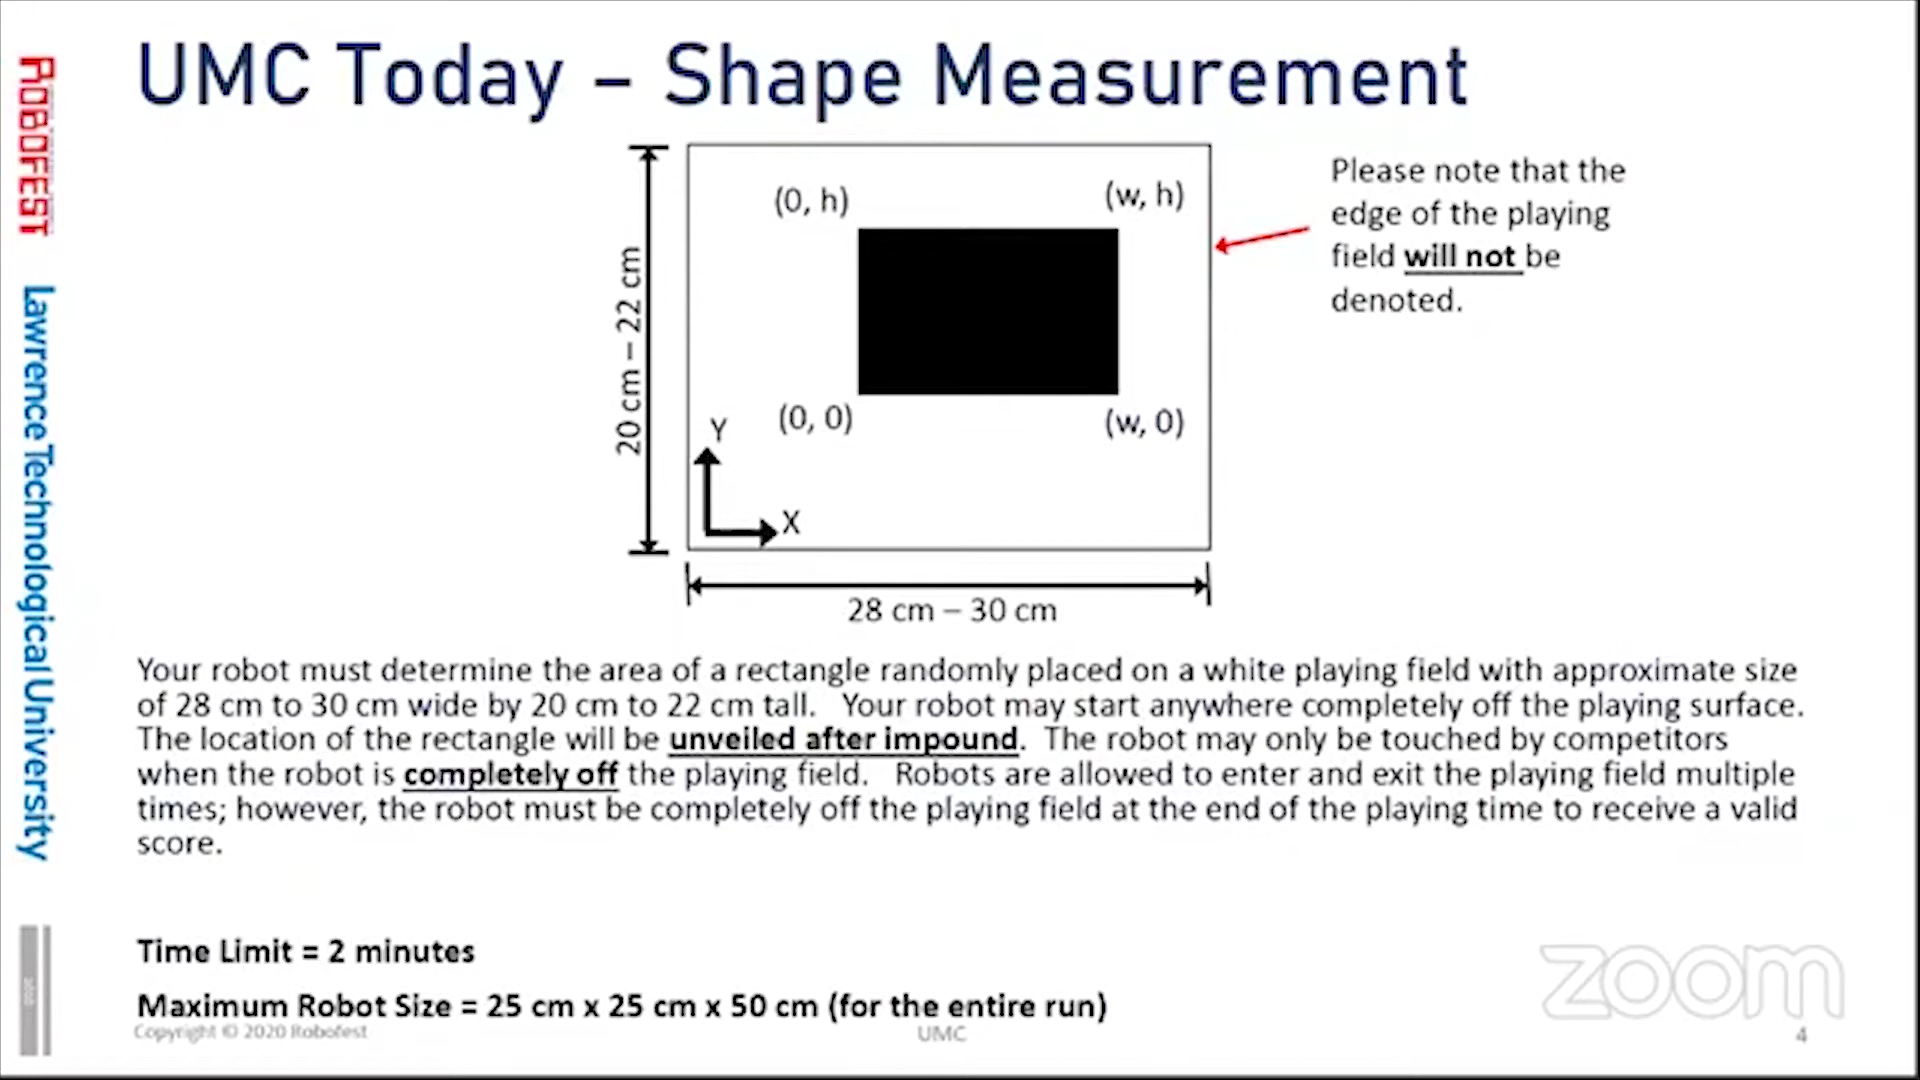 UMC Today – Shape Measurement
ROBOFEST
Lawrence Technological University
(0, h)
(w, h)
(0, 0)
(w, 0)
Y
X
20 cm – 22 cm
28 cm – 30 cm
Please note that the
edge of the playing
field will not be
denoted.
Your robot must determine the area of a rectangle randomly placed on a white playing field with approximate size
of 28 cm to 30 cm wide by 20 cm to 22 cm tall. Your robot may start anywhere completely off the playing surface.
The location of the rectangle will be unveiled after impound. The robot may only be touched by competitors
when the robot is completely off the playing field. Robots are allowed to enter and exit the playing field multiple
times; however, the robot must be completely off the playing field at the end of the playing time to receive a valid
score.
Time Limit = 2 minutes
Maximum Robot Size = 25 cm x 25 cm x 50 cm (for the entire run)
Copyright © 2020 Robofest
UMC
4
zoom